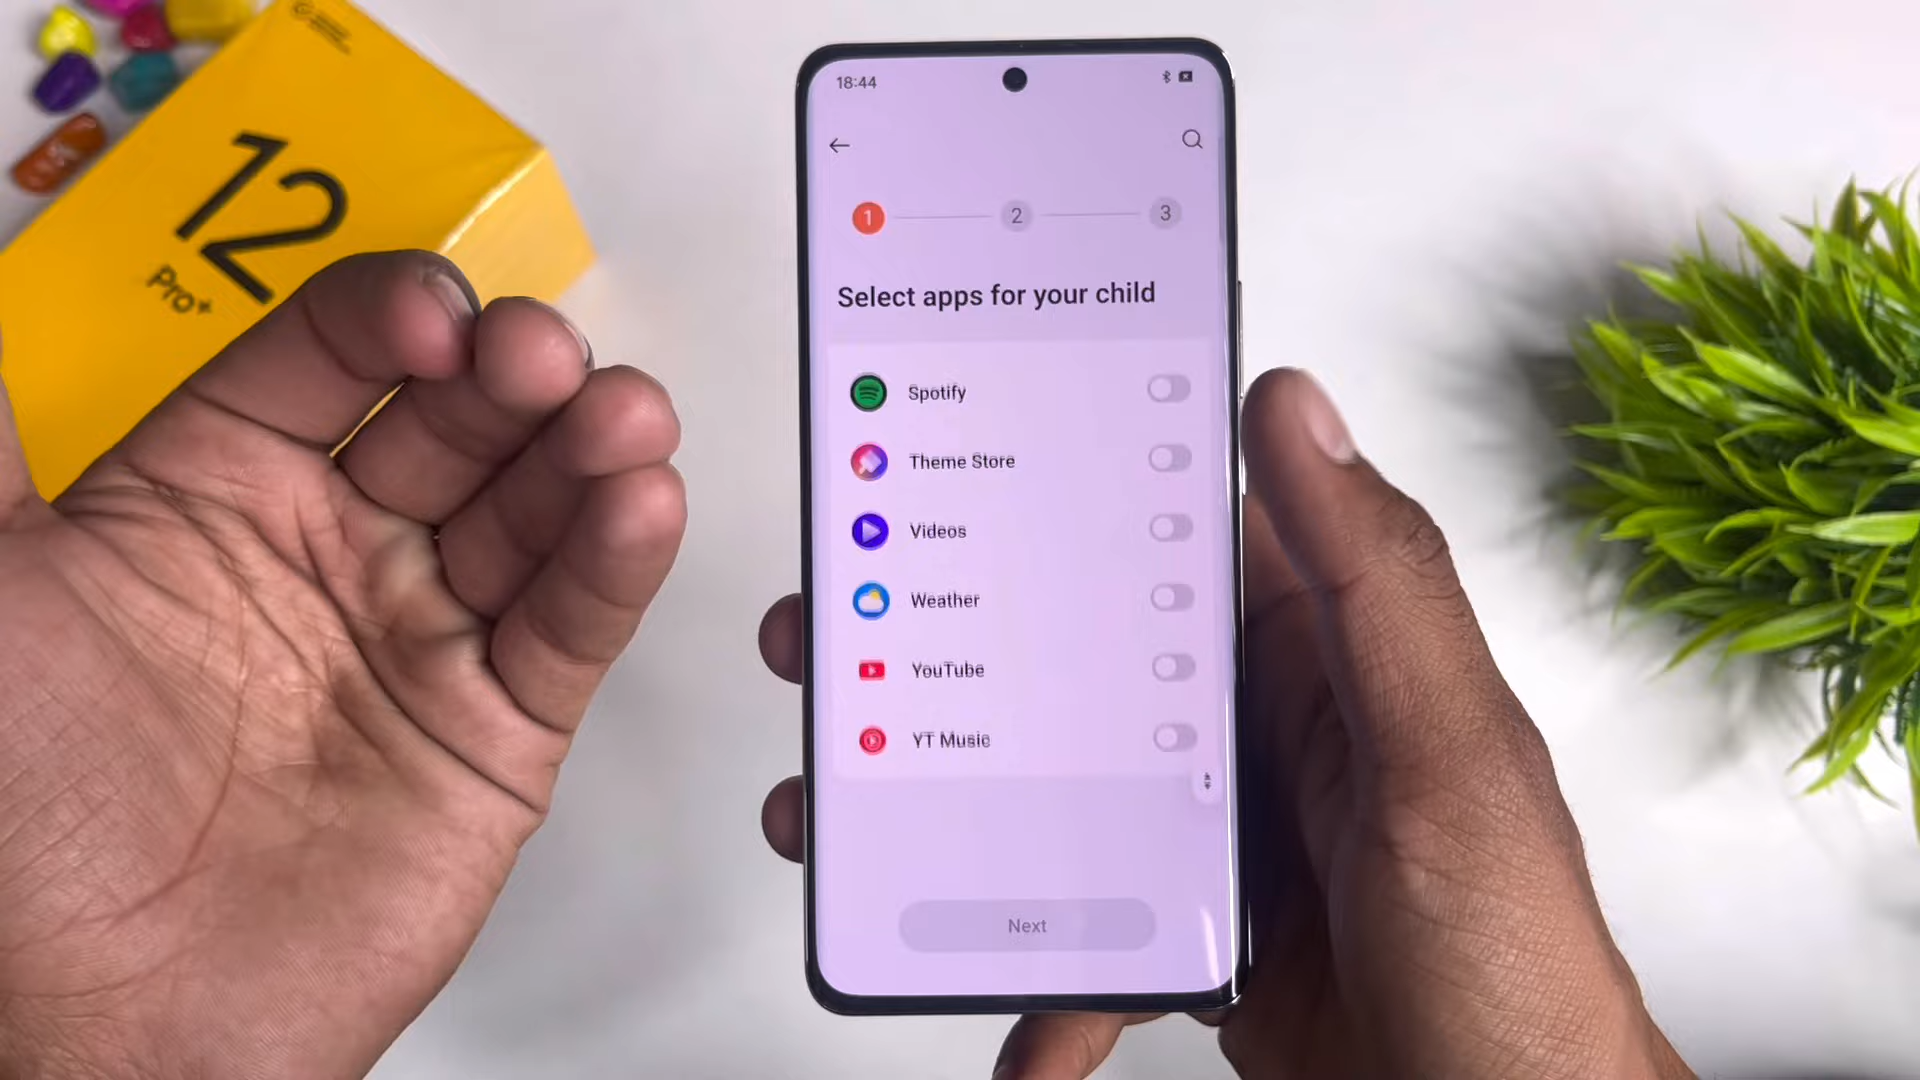 12
Pro+
18:44
1
2
3
Select apps for your child
Spotify
Theme Store
Videos
Weather
YouTube
YT Music
Next